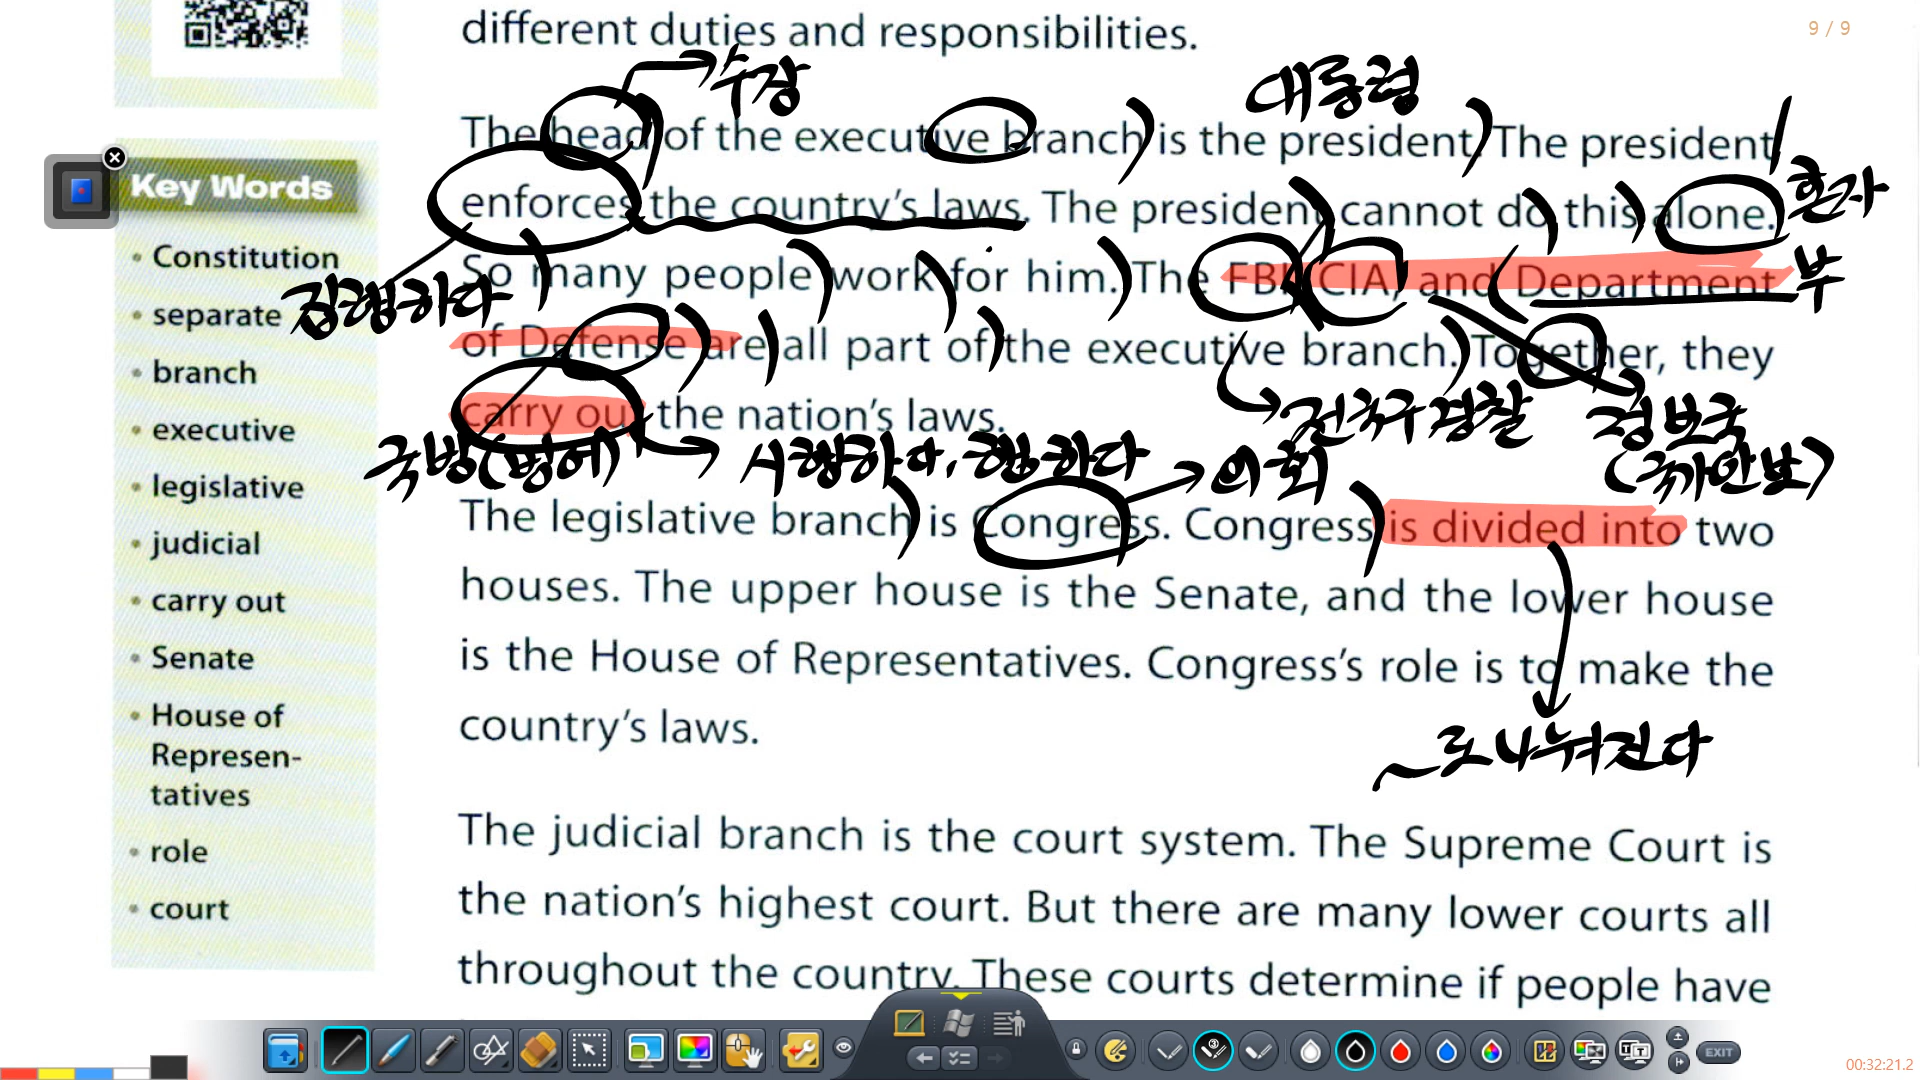 different duties and responsibilities.
9 / 9
수장
대통령
The head of the executive branch is the president. The president
혼자
enforces the country's laws. The president cannot do this alone.
집행하다
So many people work for him. The FBI, CIA, and Department
부
of Defense are all part of the executive branch. Together, they
carry out the nation's laws.
국방(방어)
시행하다, 행하다
의회
전국구 경찰
정보국
(국가안보)
The legislative branch is Congress. Congress is divided into two
houses. The upper house is the Senate, and the lower house
is the House of Representatives. Congress's role is to make the
country's laws.
~로 나눠진다
The judicial branch is the court system. The Supreme Court is
the nation's highest court. But there are many lower courts all
throughout the country. These courts determine if people have
Key Words
• Constitution
• separate
• branch
• executive
• legislative
• judicial
• carry out
• Senate
• House of
Represen-
tatives
• role
• court
EXIT
00:32:21.2